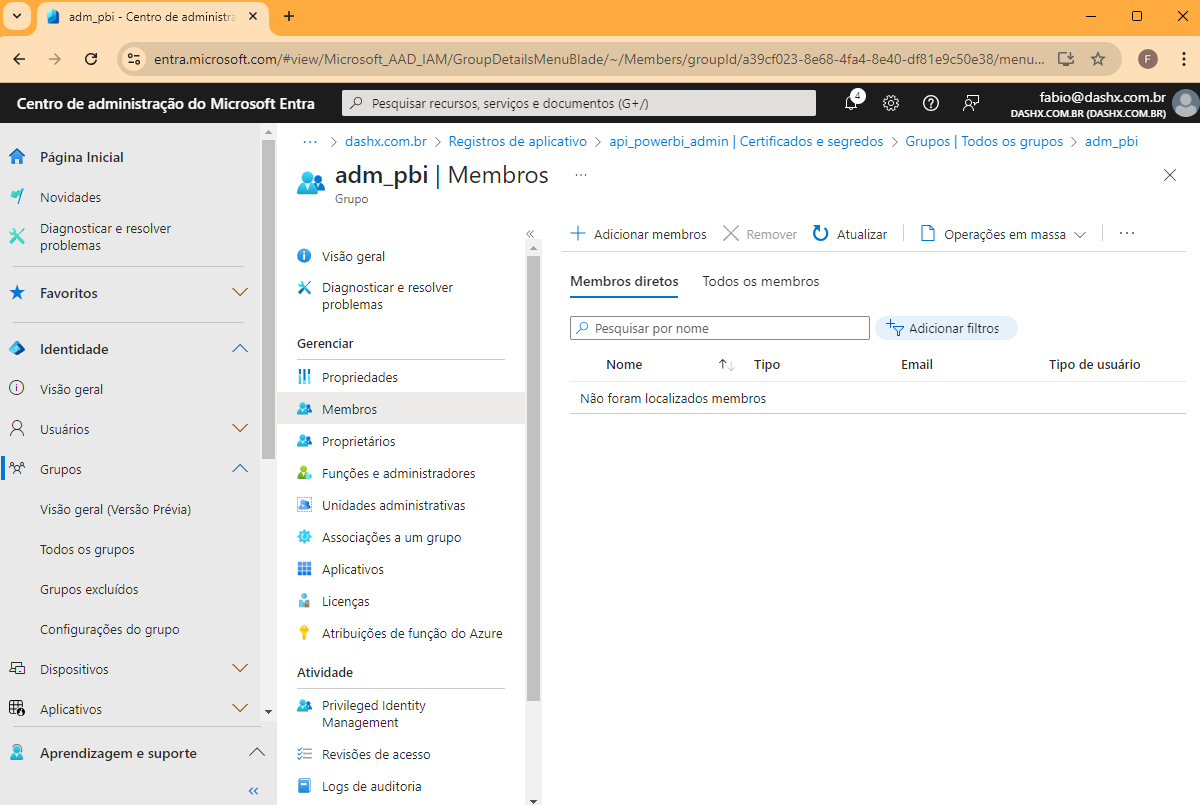 adm_pbi - Centro de administra
entra.microsoft.com/#view/Microsoft_AAD_IAM/GroupDetailsMenuBlade/~/Members/groupId/a39cf023-8e68-4fa4-8e40-df81e9c50e38/menu...
F
Centro de administração do Microsoft Entra
Pesquisar recursos, serviços e documentos (G+/)
4
fabio@dashx.com.br
DASHX.COM.BR (DASHX.COM.BR)
Página Inicial
Novidades
Diagnosticar e resolver
problemas
Favoritos
Identidade
Visão geral
Usuários
Grupos
Visão geral (Versão Prévia)
Todos os grupos
Grupos excluídos
Configurações do grupo
Dispositivos
Aplicativos
Aprendizagem e suporte
«
... > dashx.com.br > Registros de aplicativo > api_powerbi_admin | Certificados e segredos > Grupos | Todos os grupos > adm_pbi
adm_pbi | Membros ...
Grupo
«
Visão geral
Diagnosticar e resolver
problemas
Gerenciar
Propriedades
Membros
Proprietários
Funções e administradores
Unidades administrativas
Associações a um grupo
Aplicativos
Licenças
Atribuições de função do Azure
Atividade
Privileged Identity
Management
Revisões de acesso
Logs de auditoria
Adicionar membros Remover Atualizar Operações em massa ...
Membros diretos Todos os membros
Pesquisar por nome Adicionar filtros
Nome Tipo Email Tipo de usuário
Não foram localizados membros